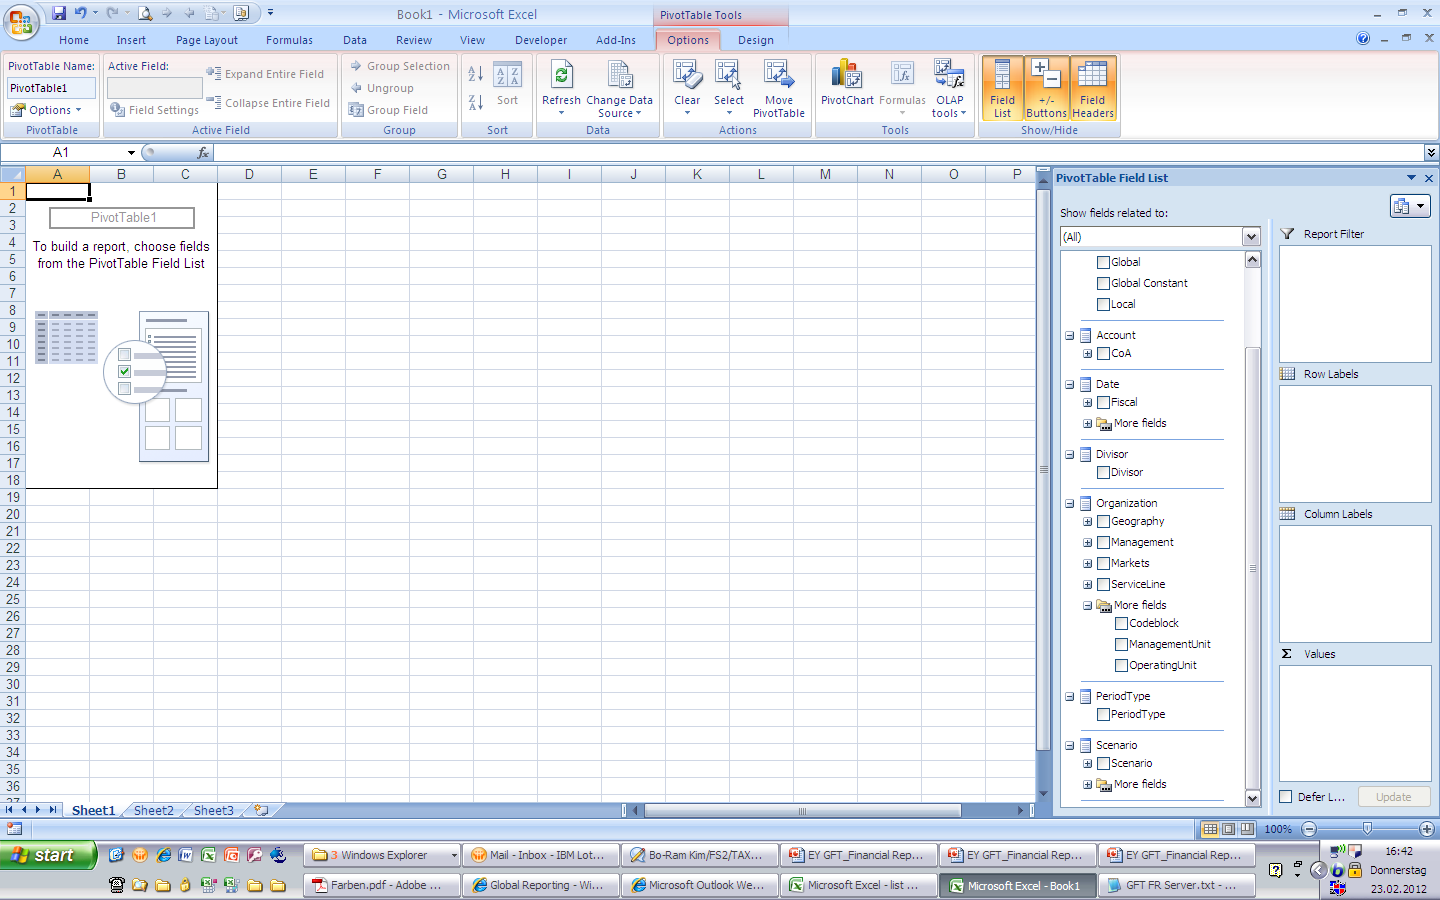 Book1 - Microsoft Excel
PivotTable Tools
Home Insert Page Layout Formulas Data Review View Developer Add-Ins Options Design
PivotTable Name:
PivotTable1
Options
PivotTable
Active Field:
Field Settings
Expand Entire Field
Collapse Entire Field
Active Field
Group Selection
Ungroup
Group Field
Group
Sort
Sort
Refresh
Change Data
Source
Data
Clear
Select
Move
PivotTable
Actions
PivotChart
Formulas
OLAP
tools
Tools
Field
List
+/-
Buttons
Field
Headers
Show/Hide
A1
fx
A B C D E F G H I J K L M N O P
1
2
3
4
5
6
7
8
9
10
11
12
13
14
15
16
17
18
19
20
21
22
23
24
25
26
27
28
29
30
31
32
33
34
35
36
37
PivotTable1
To build a report, choose fields
from the PivotTable Field List
PivotTable Field List
Show fields related to:
(All)
Global
Global Constant
Local
Account
CoA
Date
Fiscal
More fields
Divisor
Divisor
Organization
Geography
Management
Markets
ServiceLine
More fields
Codeblock
ManagementUnit
OperatingUnit
PeriodType
PeriodType
Scenario
Scenario
More fields
Report Filter
Row Labels
Column Labels
Σ Values
Defer L...
Update
Sheet1 Sheet2 Sheet3
100%
start
3 Windows Explorer
Mail - Inbox - IBM Lot...
Bo-Ram Kim/FS2/TAX...
EY GFT_Financial Rep...
EY GFT_Financial Rep...
EY GFT_Financial Rep...
Farben.pdf - Adobe ...
Global Reporting - Wi...
Microsoft Outlook We...
Microsoft Excel - list ...
Microsoft Excel - Book1
GFT FR Server.txt - ...
16:42
Donnerstag
23.02.2012